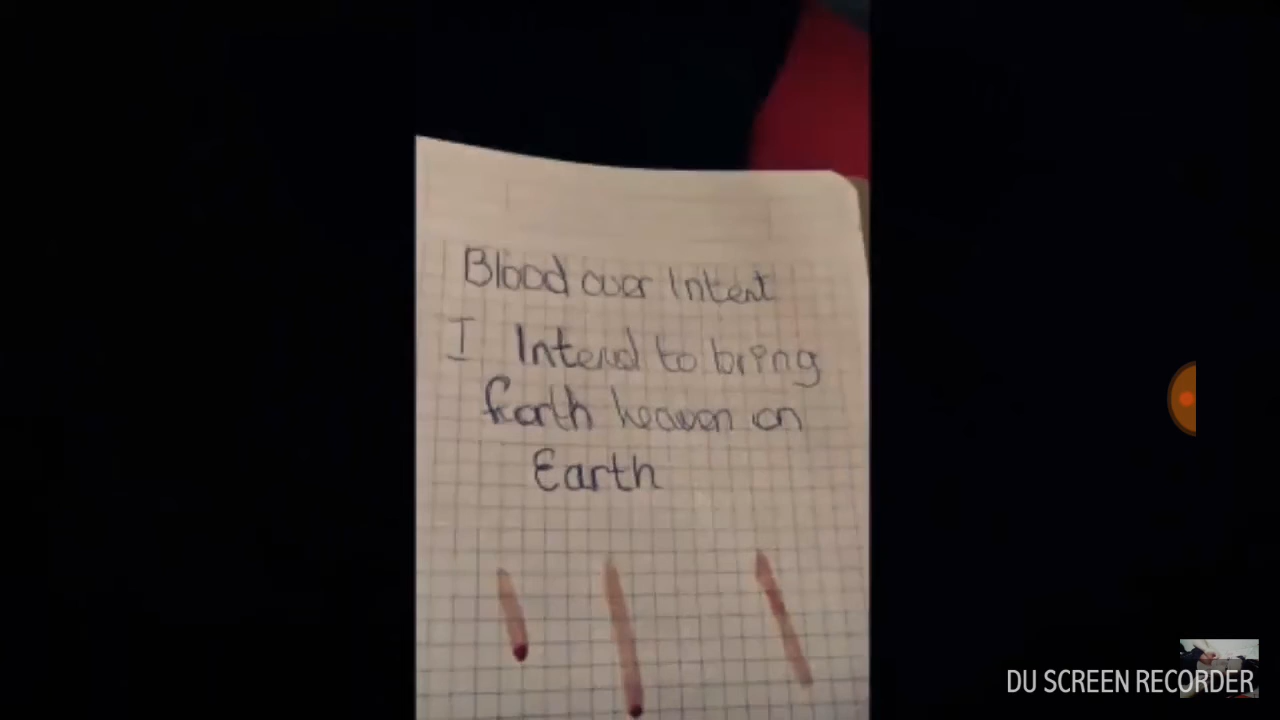 Blood over Intent
I Intend to bring
forth heaven on
Earth
DU SCREEN RECORDER